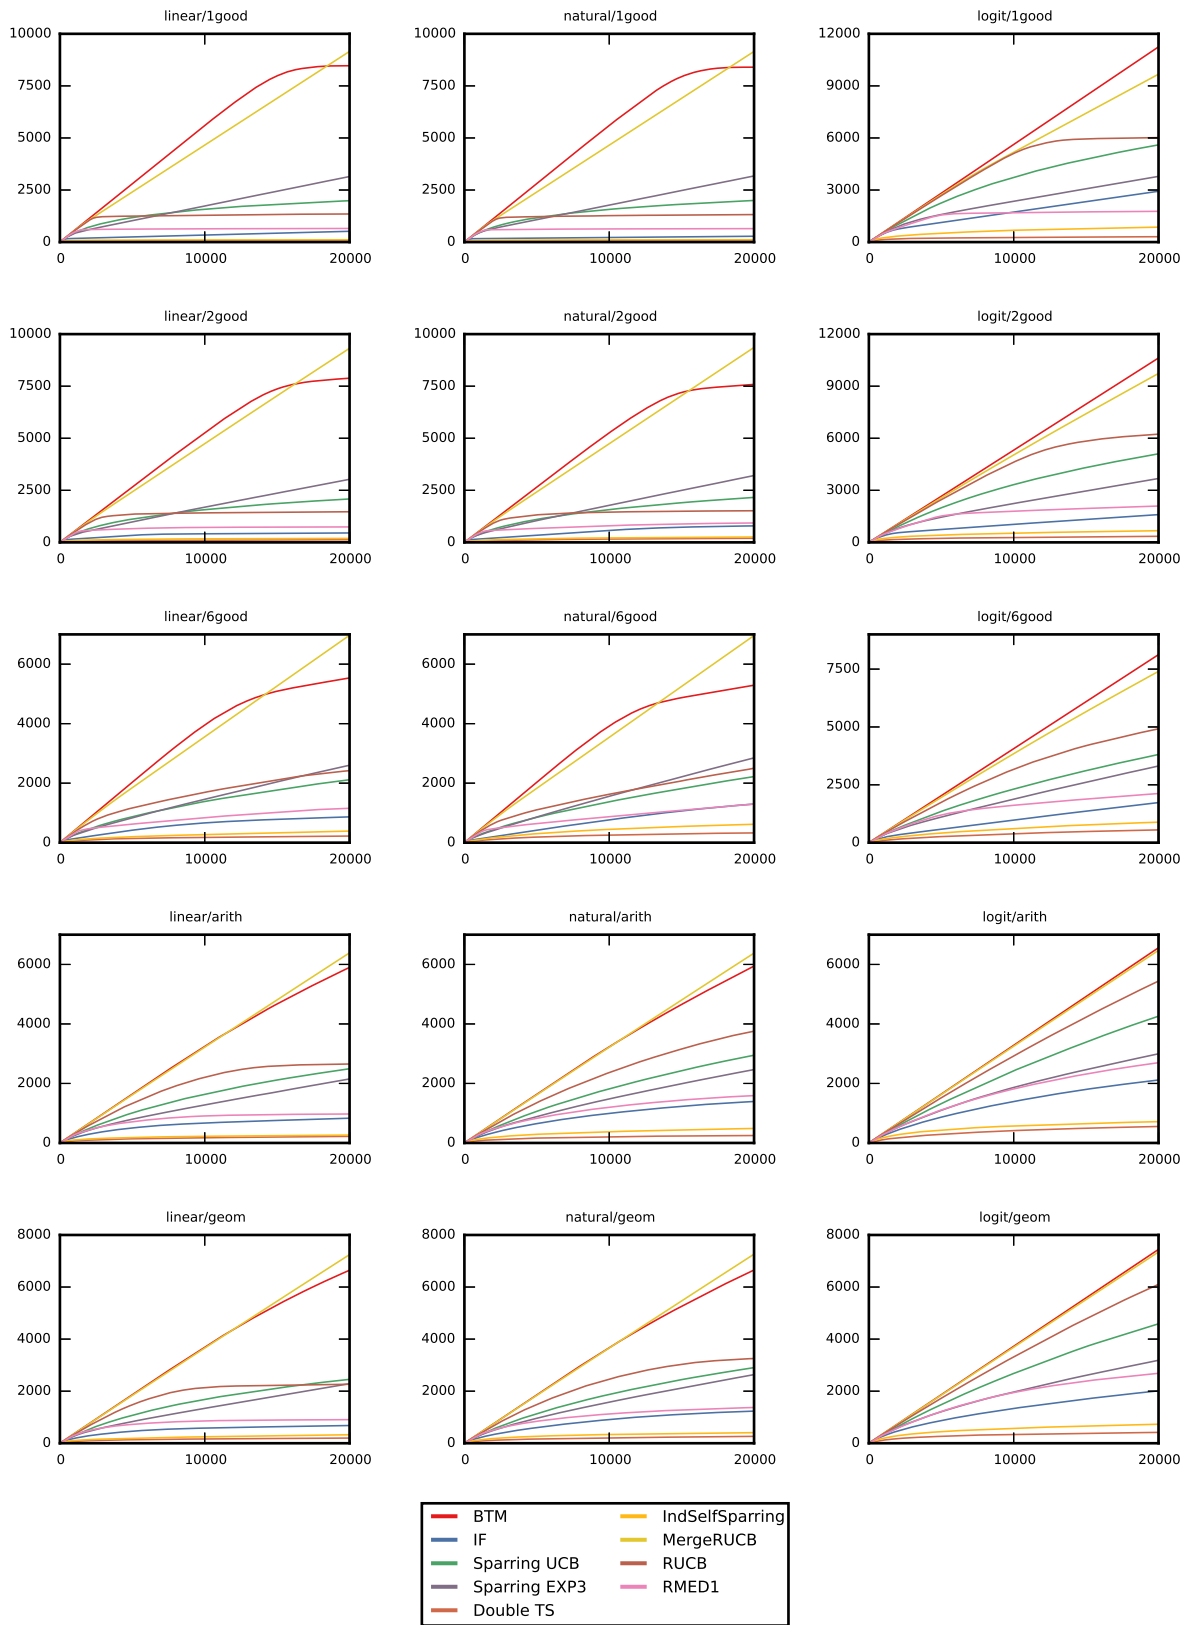 linear/1good
natural/1good
logit/1good
10000
7500
5000
2500
0
0 10000 20000
10000
7500
5000
2500
0
0 10000 20000
12000
9000
6000
3000
0
0 10000 20000
linear/2good
natural/2good
logit/2good
10000
7500
5000
2500
0
0 10000 20000
10000
7500
5000
2500
0
0 10000 20000
12000
9000
6000
3000
0
0 10000 20000
linear/6good
natural/6good
logit/6good
6000
4000
2000
0
0 10000 20000
6000
4000
2000
0
0 10000 20000
7500
5000
2500
0
0 10000 20000
linear/arith
natural/arith
logit/arith
6000
4000
2000
0
0 10000 20000
6000
4000
2000
0
0 10000 20000
6000
4000
2000
0
0 10000 20000
linear/geom
natural/geom
logit/geom
8000
6000
4000
2000
0
0 10000 20000
8000
6000
4000
2000
0
0 10000 20000
8000
6000
4000
2000
0
0 10000 20000
BTM
IF
Sparring UCB
Sparring EXP3
Double TS
IndSelfSparring
MergeRUCB
RUCB
RMED1